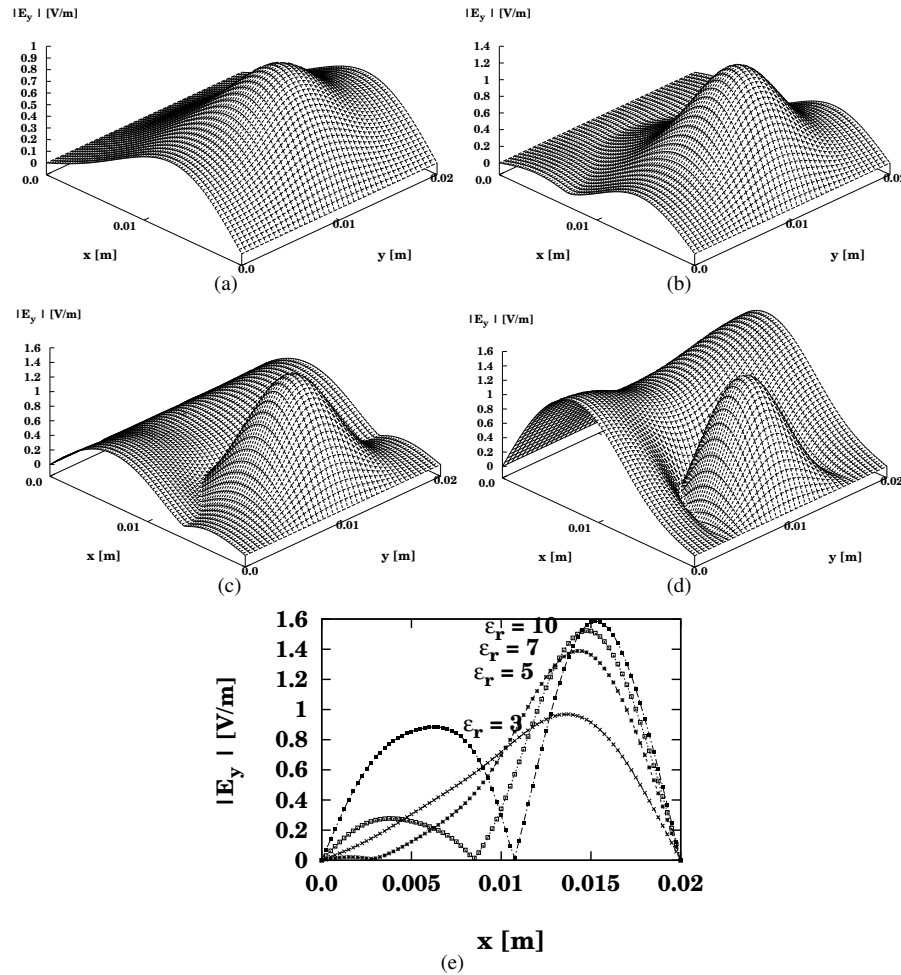 |E_y| [V/m]
1
0.9
0.8
0.7
0.6
0.5
0.4
0.3
0.2
0.1
0
0.0
0.01
x [m]
0.0
0.01
0.02
y [m]
(a)
|E_y| [V/m]
1.4
1.2
1
0.8
0.6
0.4
0.2
0
0.0
0.01
x [m]
0.0
0.01
0.02
y [m]
(b)
|E_y| [V/m]
1.6
1.4
1.2
1
0.8
0.6
0.4
0.2
0
0.0
0.01
x [m]
0.0
0.01
0.02
y [m]
(c)
|E_y| [V/m]
1.6
1.4
1.2
1
0.8
0.6
0.4
0.2
0
0.0
0.01
x [m]
0.0
0.01
0.02
y [m]
(d)
|E_y| [V/m]
1.6
1.4
1.2
1
0.8
0.6
0.4
0.2
0
ε_r = 10
ε_r = 7
ε_r = 5
ε_r = 3
0.0 0.005 0.01 0.015 0.02
x [m]
(e)